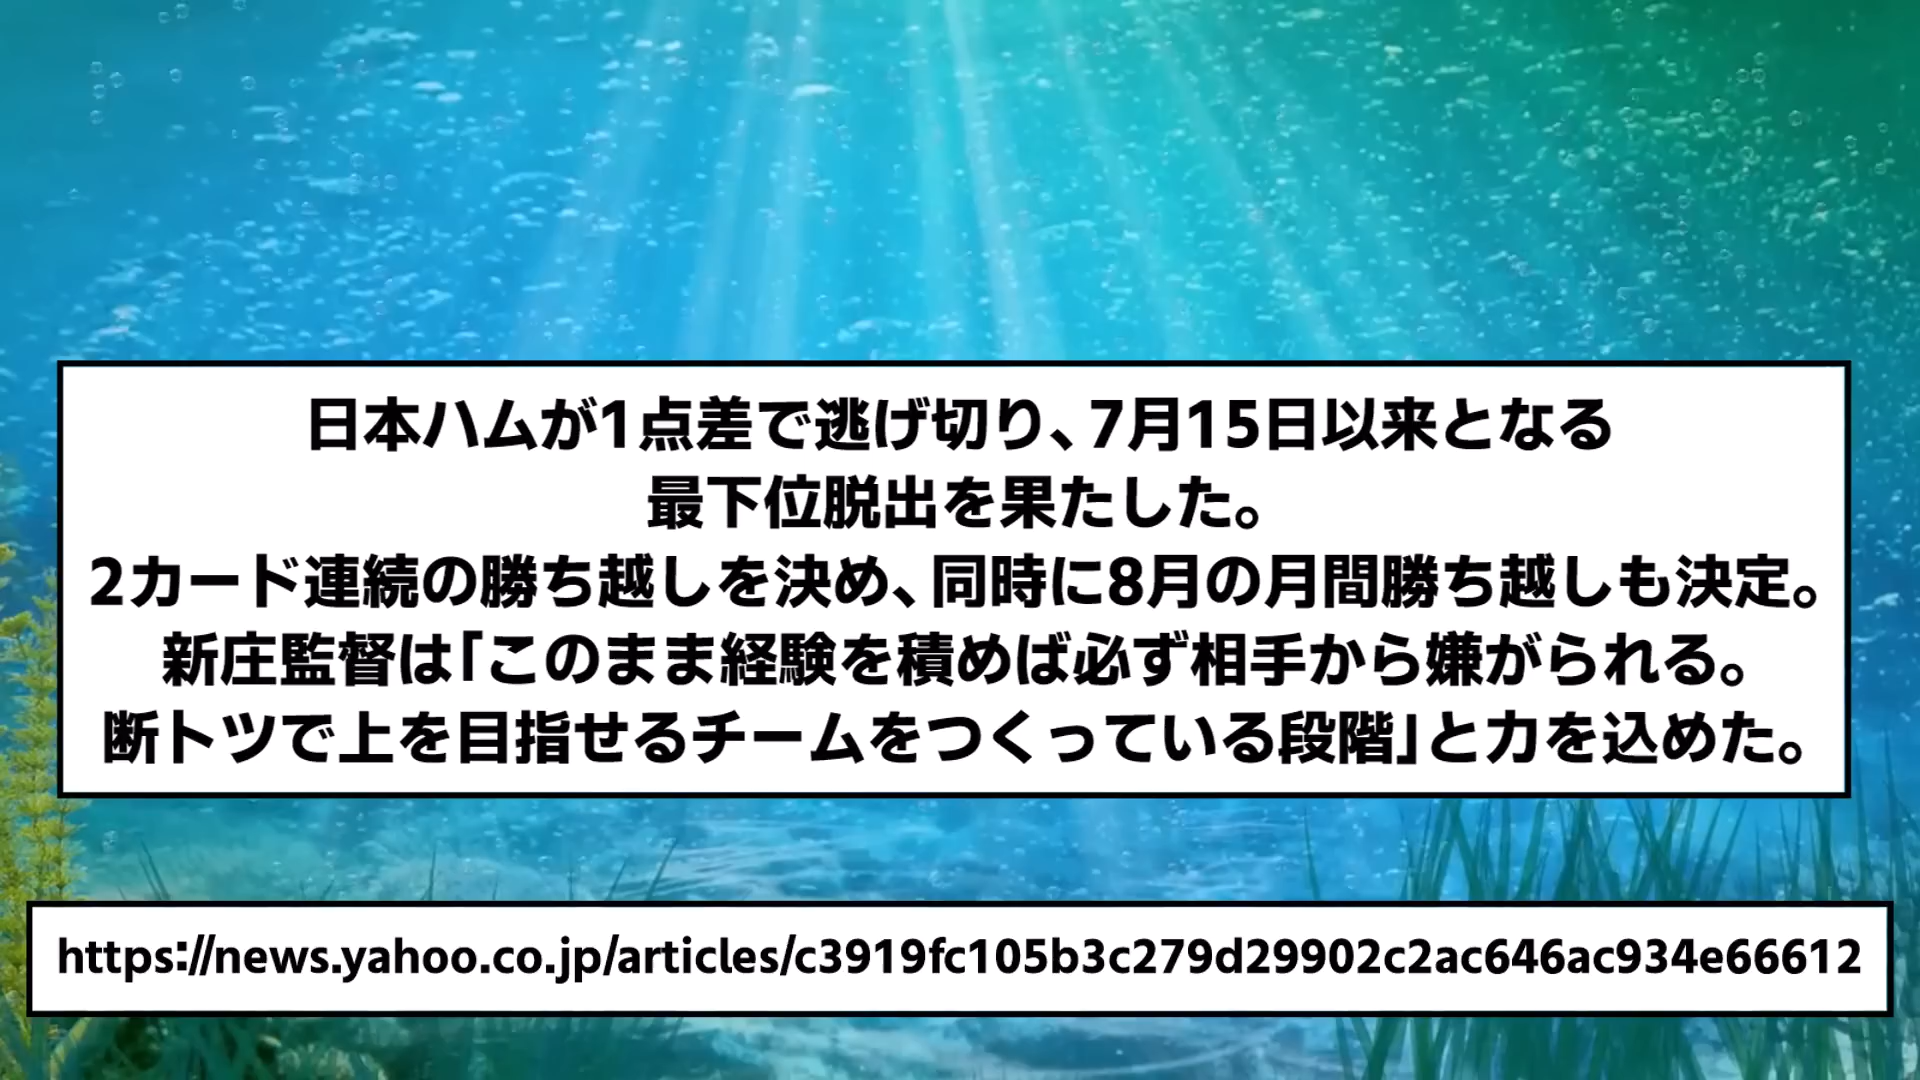 日本ハムが1点差で逃げ切り、7月15日以来となる
最下位脱出を果たした。
2カード連続の勝ち越しを決め、同時に8月の月間勝ち越しも決定。
新庄監督は「このまま経験を積めば必ず相手から嫌がられる。
断トツで上を目指せるチームをつくっている段階」と力を込めた。
https://news.yahoo.co.jp/articles/c3919fc105b3c279d29902c2ac646ac934e66612